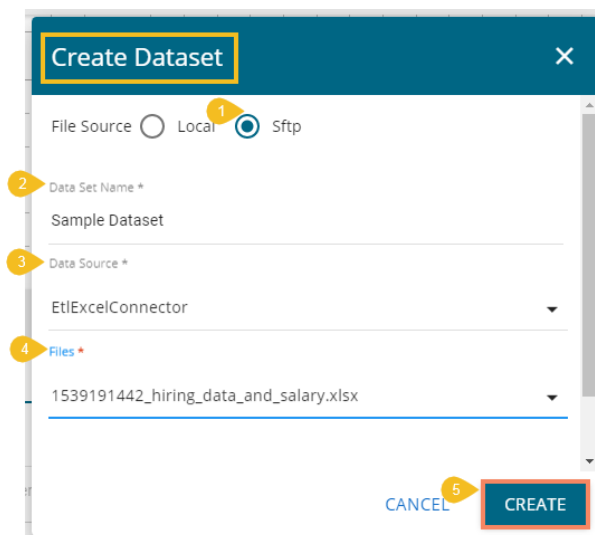 Create Dataset
1
File Source Local Sftp
2
Data Set Name *
Sample Dataset
3
Data Source *
EtlExcelConnector
4
Files *
1539191442_hiring_data_and_salary.xlsx
5
CANCEL CREATE